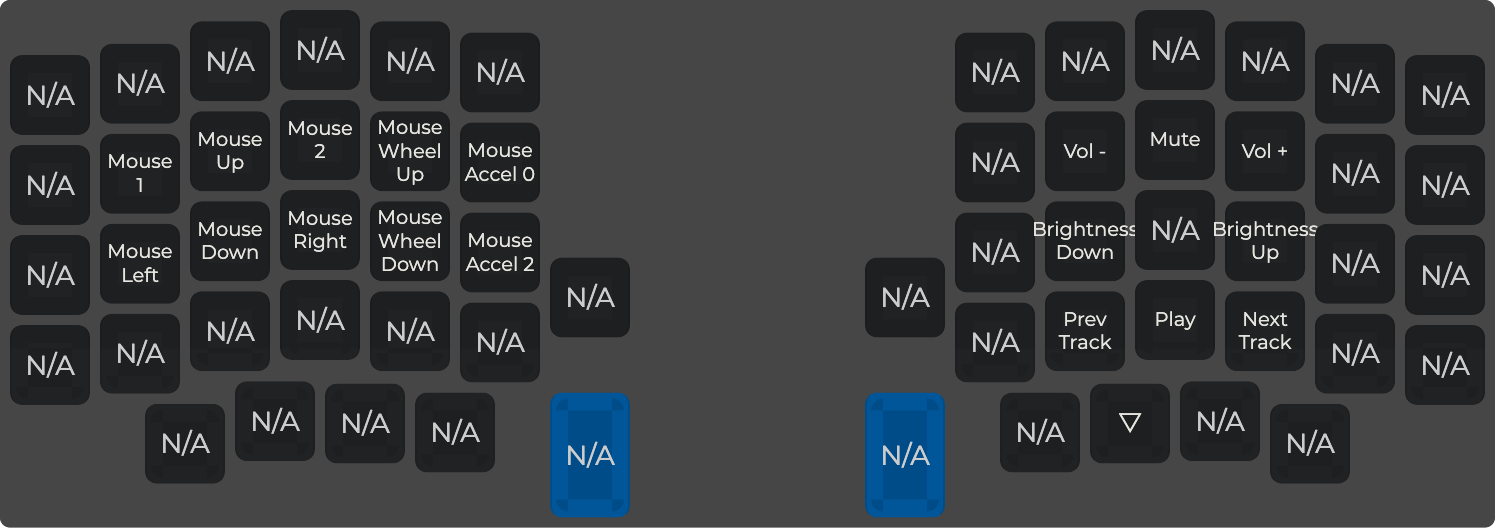 N/A N/A N/A N/A N/A N/A N/A N/A N/A N/A N/A N/A
N/A Mouse 1 Mouse Up Mouse 2 Mouse Wheel Up Mouse Accel 0 N/A Vol - Mute Vol + N/A N/A
N/A Mouse Left Mouse Down Mouse Right Mouse Wheel Down Mouse Accel 2 N/A Brightness Down N/A Brightness Up N/A N/A
N/A N/A N/A N/A N/A N/A N/A N/A N/A Prev Track Play Next Track N/A N/A
N/A N/A N/A N/A N/A N/A N/A ▽ N/A N/A